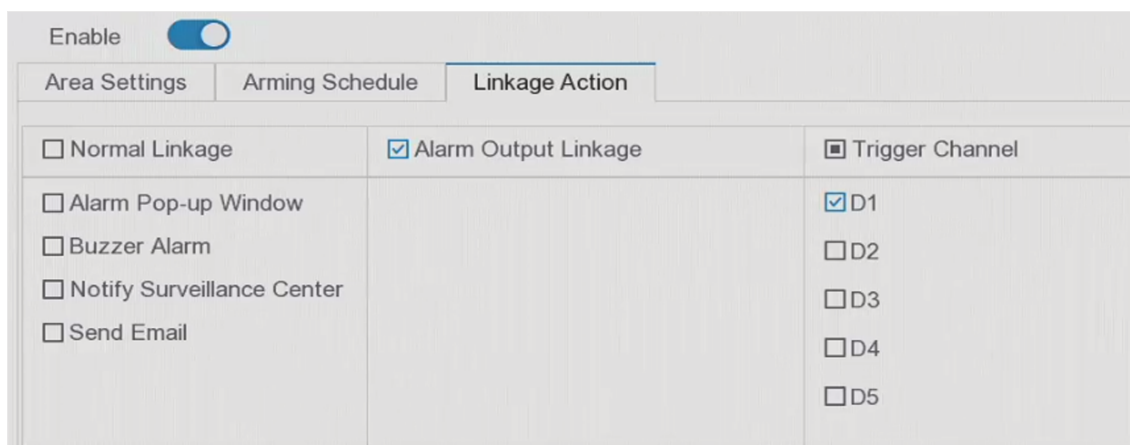 Enable
Area Settings Arming Schedule Linkage Action
Normal Linkage Alarm Output Linkage Trigger Channel
Alarm Pop-up Window D1
Buzzer Alarm D2
Notify Surveillance Center D3
Send Email D4
D5